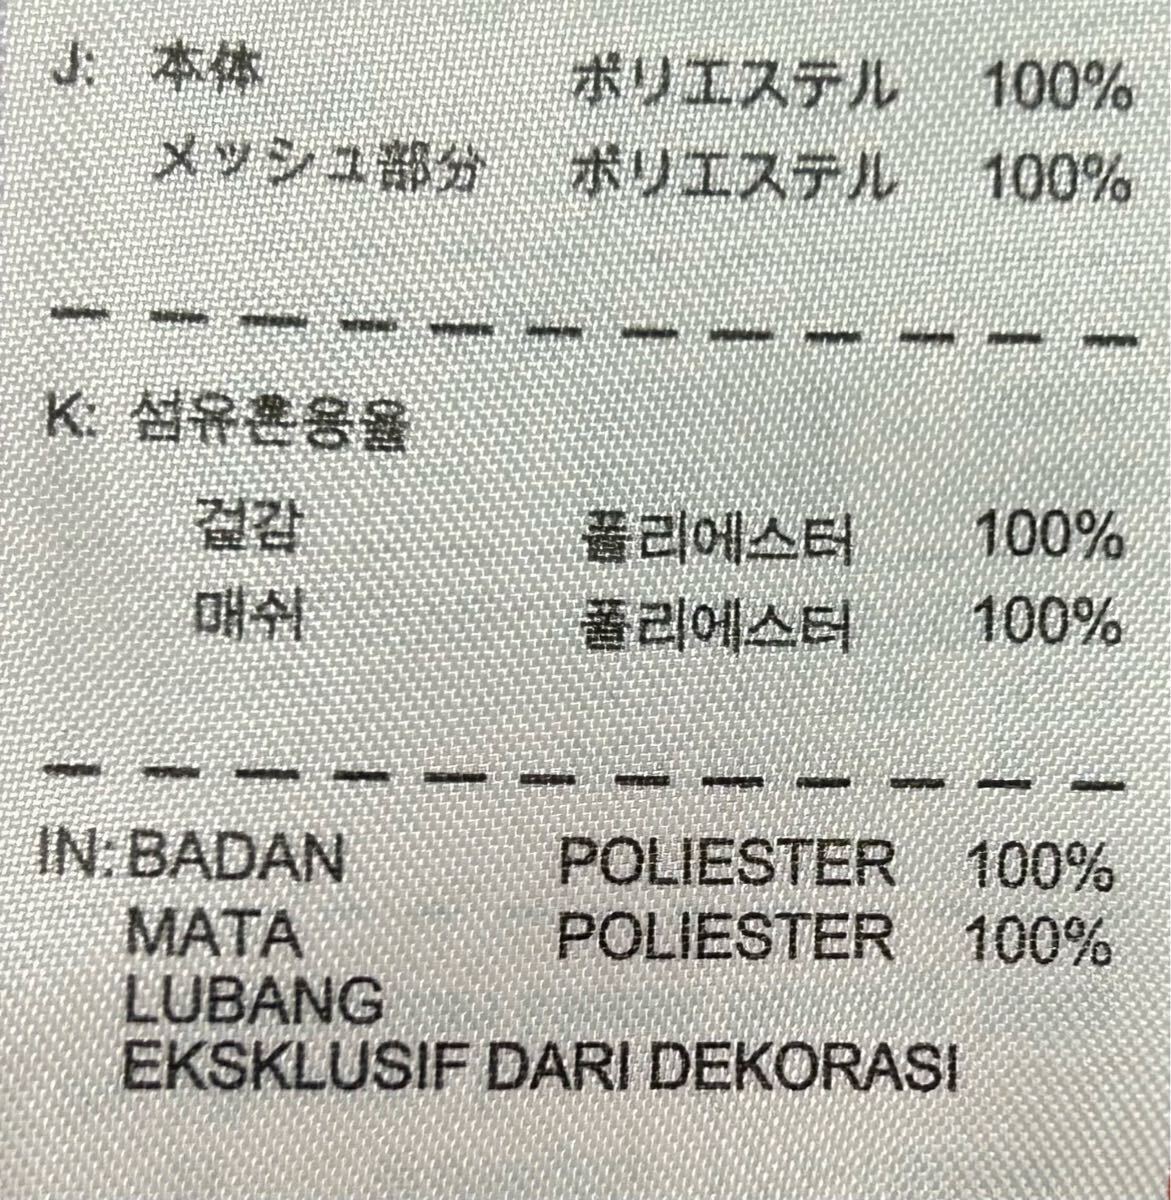 J: 本体 ポリエステル 100%
メッシュ部分 ポリエステル 100%
K: 섬유혼용율
겉감 폴리에스터 100%
매쉬 폴리에스터 100%
IN: BADAN POLIESTER 100%
MATA POLIESTER 100%
LUBANG
EKSKLUSIF DARI DEKORASI